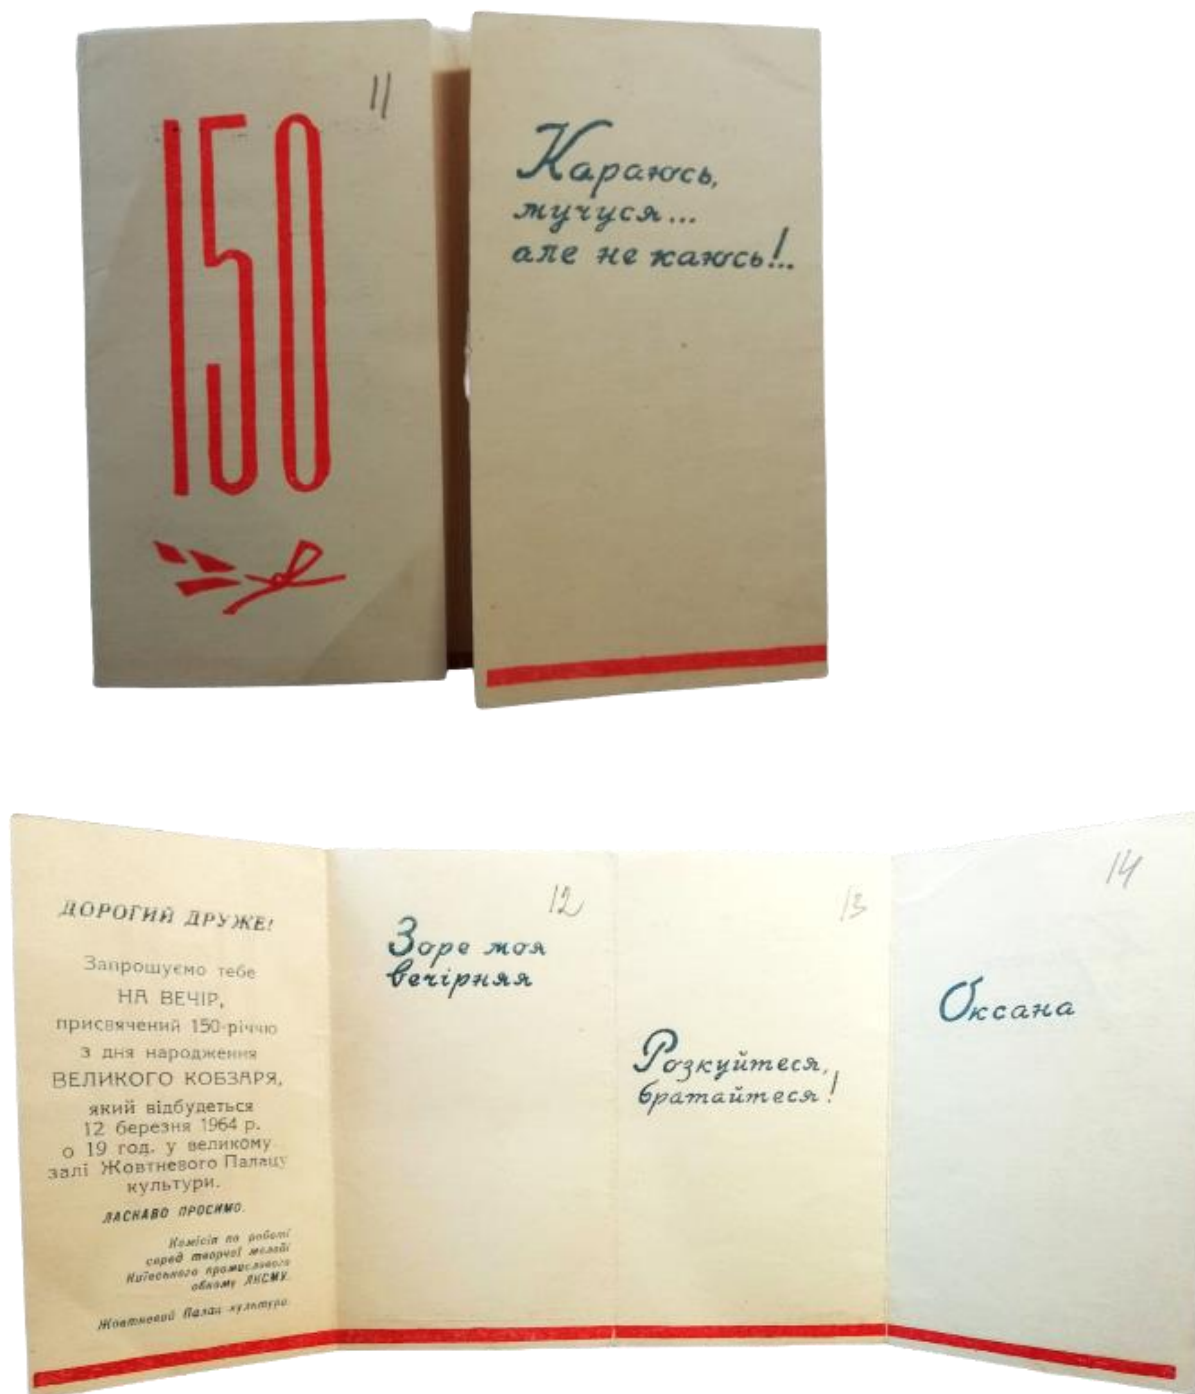 150
11
Караюсь,
мучуся...
але не каюсь!..
ДОРОГИЙ ДРУЖЕ!
Запрошуємо тебе
НА ВЕЧІР,
присвячений 150-річчю
з дня народження
ВЕЛИКОГО КОБЗАРЯ,
який відбудеться
12 березня 1964 р.
о 19 год. у великому
залі Жовтневого Палацу
культури.
ЛАСКАВО ПРОСИМО.
Комісія по роботі
серед творчої молоді
Київського промислового
обкому ЛКСМУ.
Жовтневий Палац культури.
12
Зоре моя
вечірняя
13
Розкуйтеся,
братайтеся!
14
Оксана